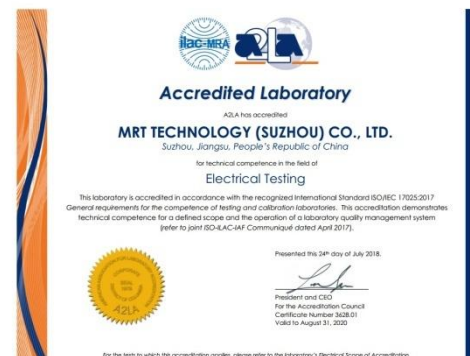 ilac-MRA
A2LA
Accredited Laboratory
A2LA has accredited
MRT TECHNOLOGY (SUZHOU) CO., LTD.
Suzhou, Jiangsu, People's Republic of China
for technical competence in the field of
Electrical Testing
This laboratory is accredited in accordance with the recognized International Standard ISO/IEC 17025:2017
General requirements for the competence of testing and calibration laboratories. This accreditation demonstrates
technical competence for a defined scope and the operation of a laboratory quality management system
(refer to joint ISO-ILAC-IAF Communiqué dated April 2017).
Presented this 24th day of July 2018.
President and CEO
For the Accreditation Council
Certificate Number 3628.01
Valid to August 31, 2020
SEAL
1978
A2LA
For the tests to which this accreditation applies, please refer to the laboratory's Electrical Scope of Accreditation.